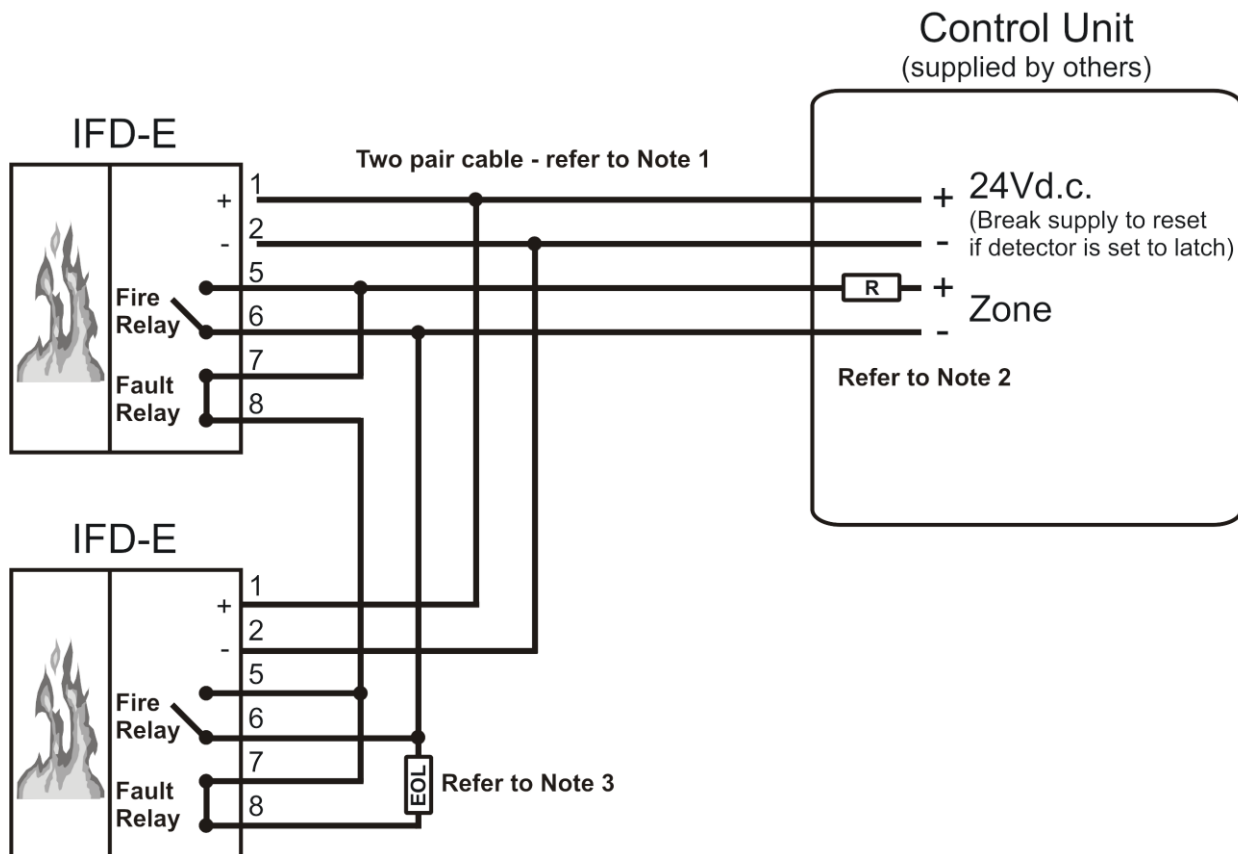 Control Unit
(supplied by others)
IFD-E
Two pair cable - refer to Note 1
+ 1
- 2
5
6
7
8
Fire
Relay
Fault
Relay
+ 24Vd.c.
(Break supply to reset
- if detector is set to latch)
R +
Zone
-
Refer to Note 2
IFD-E
+ 1
- 2
5
6
7
8
Fire
Relay
Fault
Relay
EOL
Refer to Note 3